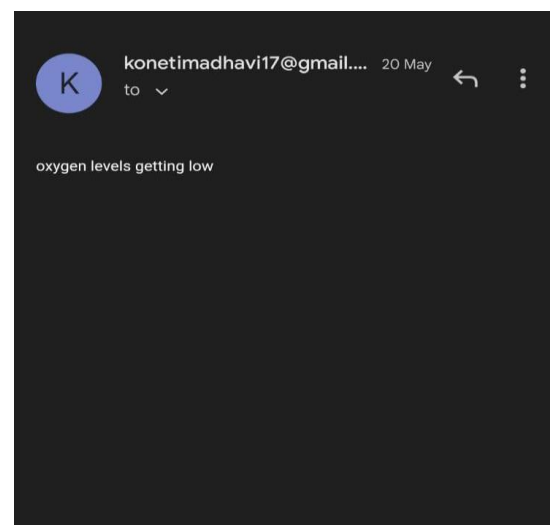 K
konetimadhavi17@gmail.... 20 May
to
oxygen levels getting low